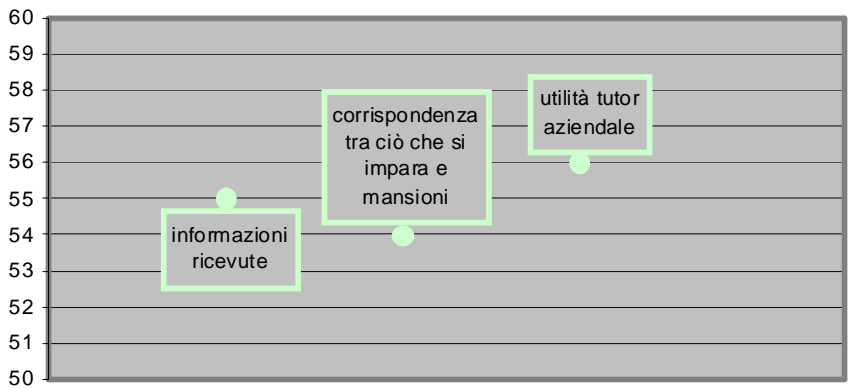 60
59
58
57
56
55
54
53
52
51
50
informazioni
ricevute
corrispondenza
tra ciò che si
impara e
mansioni
utilità tutor
aziendale